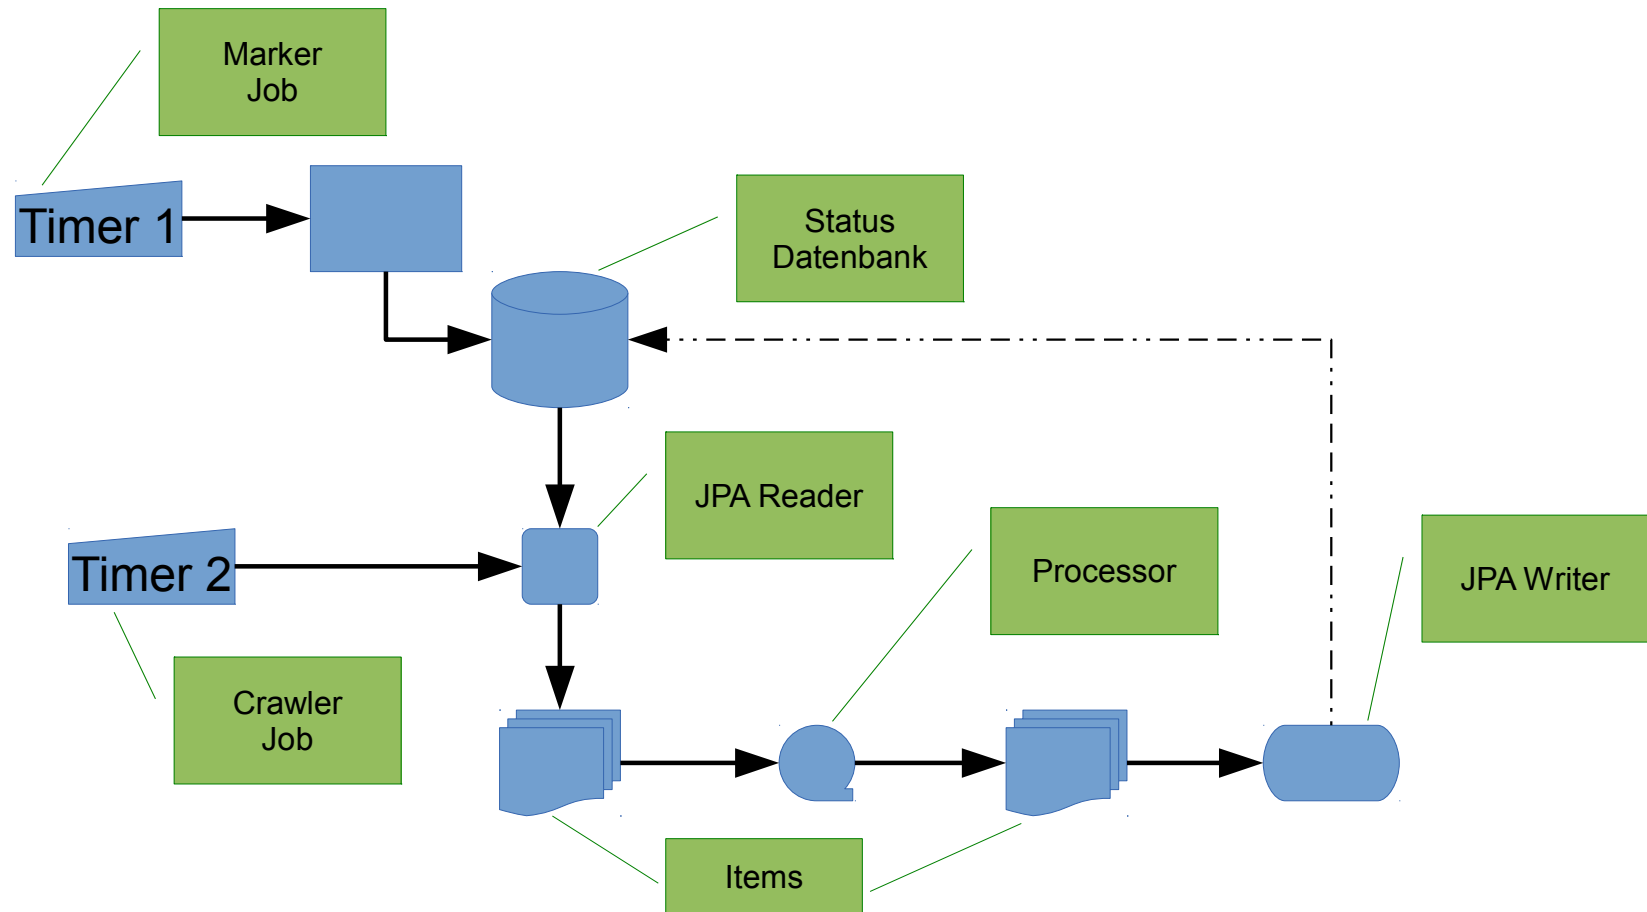 Marker
Job
Timer 1
Status
Datenbank
JPA Reader
Timer 2
Processor
JPA Writer
Crawler
Job
Items